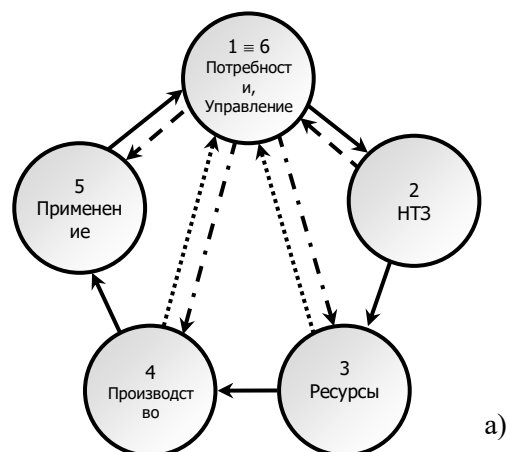 1 ≡ 6
Потребност
и,
Управление
2
НТЗ
3
Ресурсы
4
Производст
во
5
Применен
ие
а)